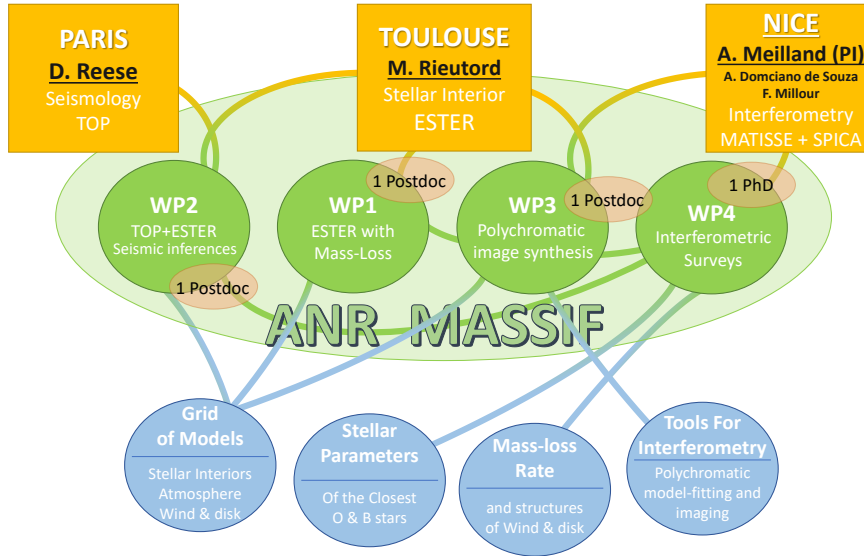 PARIS
D. Reese
Seismology
TOP
TOULOUSE
M. Rieutord
Stellar Interior
ESTER
NICE
A. Meilland (PI)
A. Domciano de Souza
F. Millour
Interferometry
MATISSE + SPICA
WP2
TOP+ESTER
Seismic inferences
1 Postdoc
WP1
ESTER with
Mass-Loss
1 Postdoc
WP3
Polychromatic
image synthesis
1 Postdoc
WP4
Interferometric
Surveys
1 PhD
ANR MASSIF
Grid
of Models
Stellar Interiors
Atmosphere
Wind & disk
Stellar
Parameters
Of the Closest
O & B stars
Mass-loss
Rate
and structures
of Wind & disk
Tools For
Interferometry
Polychromatic
model-fitting and
imaging